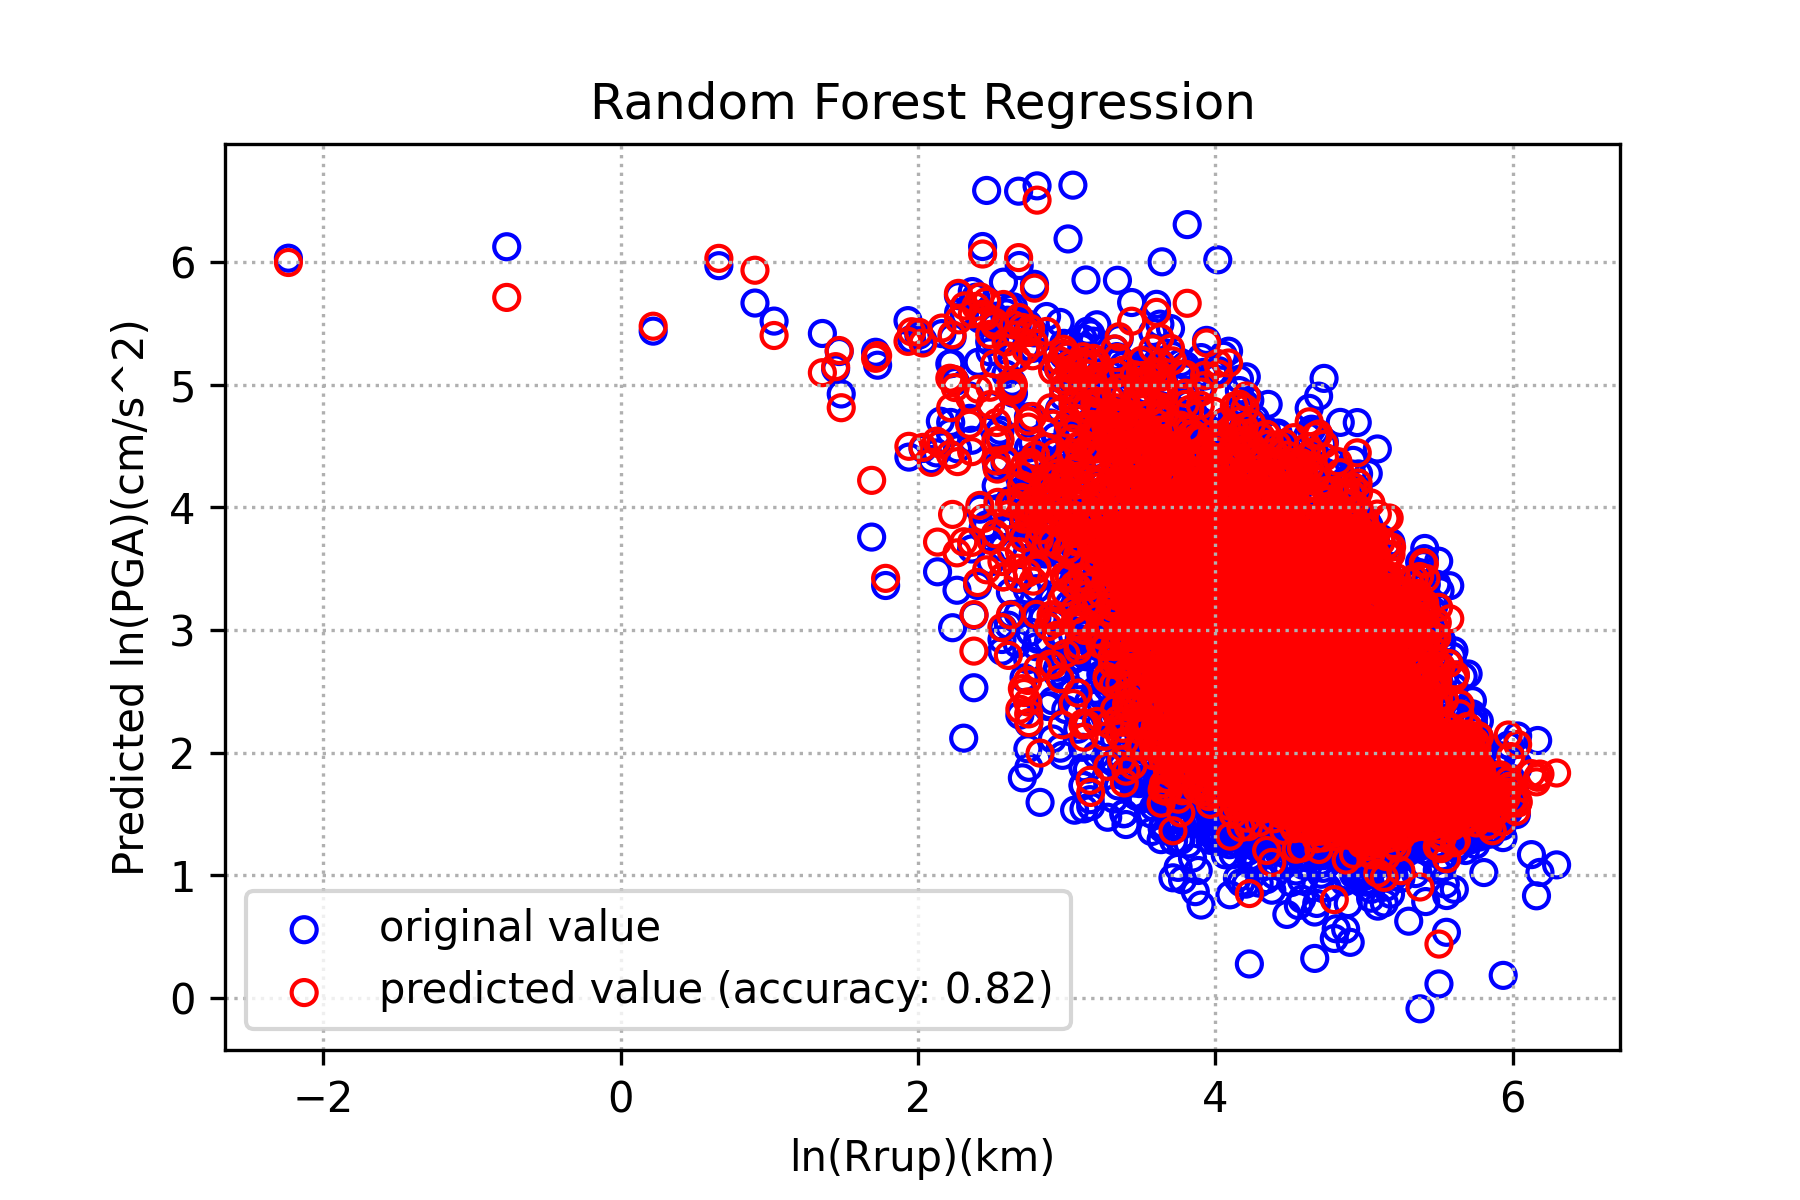 Random Forest Regression
Predicted ln(PGA)(cm/s^2)
6
5
4
3
2
1
0
original value
predicted value (accuracy: 0.82)
−2 0 2 4 6
ln(Rrup)(km)